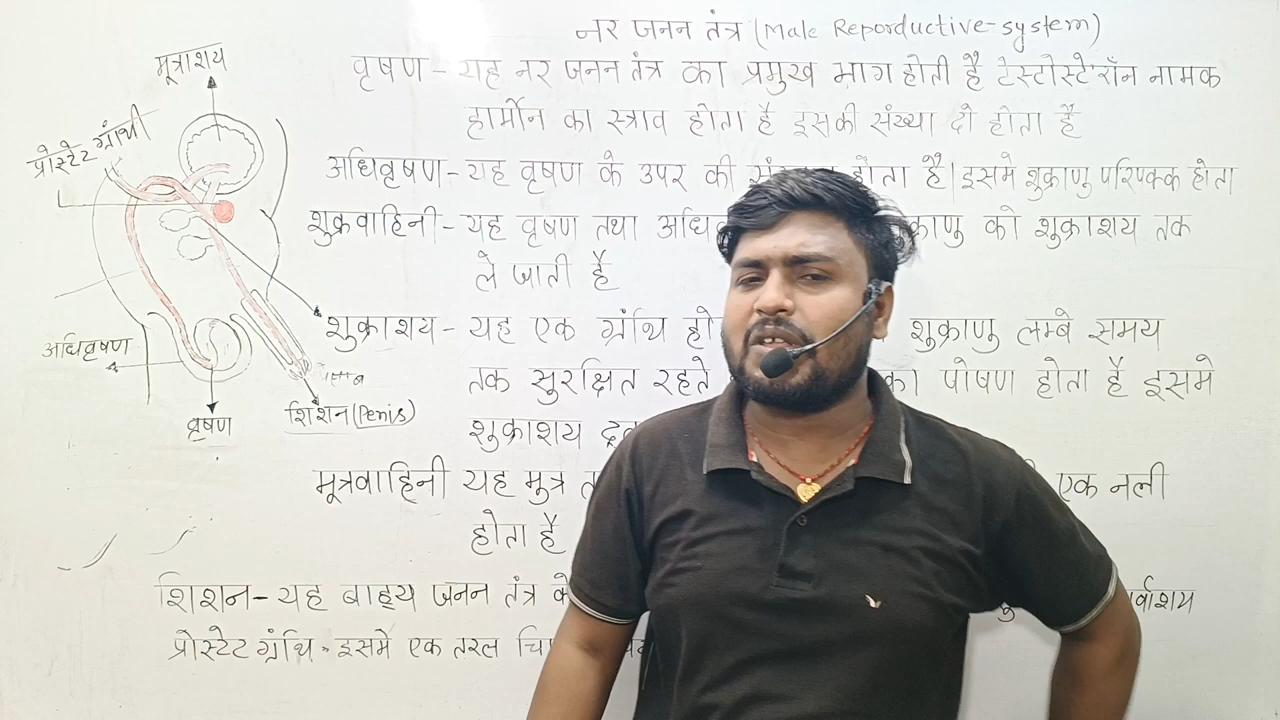 नर जनन तंत्र (Male Reporductive-system)
वृषण - यह नर जनन तंत्र का प्रमुख भाग होती है टेस्टोस्टेरॉन नामक
हार्मोन का स्त्राव होता है इसकी संख्या दो होता है
अधिवृषण - यह वृषण के उपर की होता है। इसमे शुक्राणु परिपक्क होता
शुक्रवाहिनी - यह वृषण तथा को शुक्राशय तक
ले जाती है
शुक्राशय - यह एक ग्रंथि शुक्राणु लम्बे समय
तक सुरक्षित रहते का पोषण होता है इसमे
शुक्राशय
मूत्रवाहिनी यह मुत्र एक नली
होता है
शिशन - यह बाह्य जनन तंत्र
प्रोस्टेट ग्रंथि - इसमे एक तरल
मूत्राशय
प्रोस्टेट ग्रंथी
अधिवृषण
वृषण
शिशन (Penis)